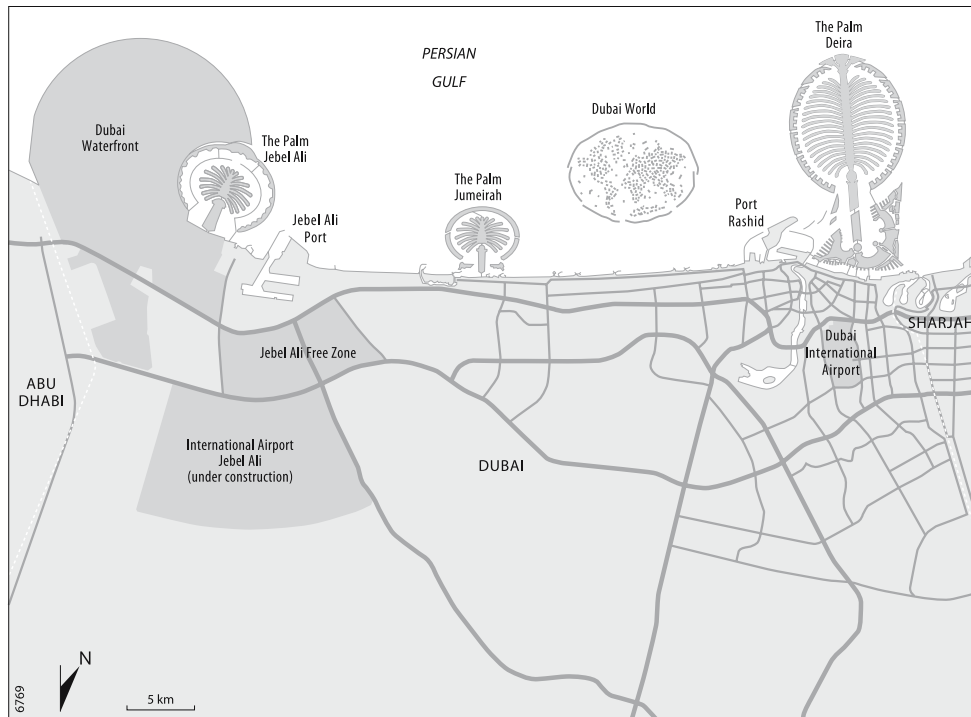 The Palm
Deira
PERSIAN
GULF
Dubai World
Dubai
Waterfront
The Palm
Jebel Ali
The Palm
Jumeirah
Port
Rashid
Jebel Ali
Port
SHARJAH
Dubai
International
Airport
Jebel Ali Free Zone
ABU
DHABI
International Airport
Jebel Ali
(under construction)
DUBAI
N
5 km
6769